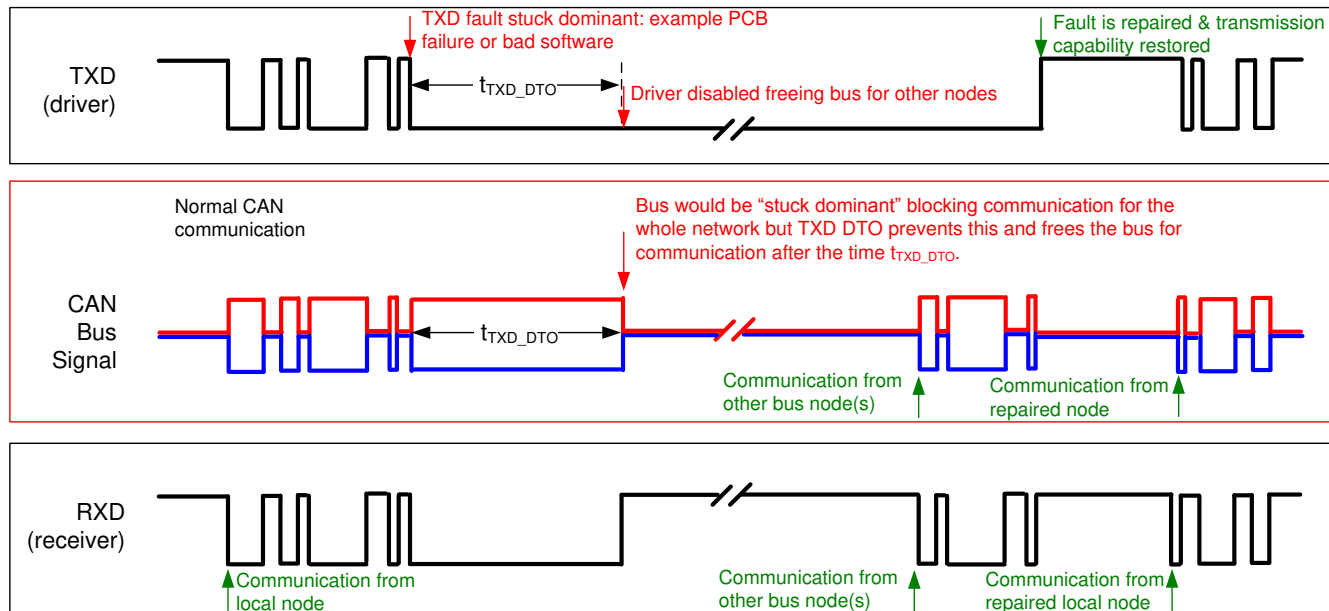 TXD fault stuck dominant: example PCB
failure or bad software
Fault is repaired & transmission
capability restored
TXD
(driver)
tTXD_DTO
Driver disabled freeing bus for other nodes
Normal CAN
communication
Bus would be “stuck dominant” blocking communication for the
whole network but TXD DTO prevents this and frees the bus for
communication after the time tTXD_DTO.
CAN
Bus
Signal
tTXD_DTO
Communication from
other bus node(s)
Communication from
repaired node
RXD
(receiver)
Communication from
local node
Communication from
other bus node(s)
Communication from
repaired local node